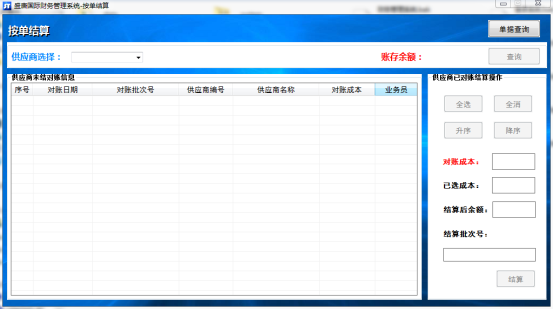 JT 盛唐国际财务管理系统-按单结算
按单结算
单据查询
供应商选择：
账存余额：
查询
供应商未结对账信息
序号 对账日期 对账批次号 供应商编号 供应商名称 对账成本 业务员
供应商已对账结算操作
全选 全消
升序 降序
对账成本：
已选成本：
结算后余额：
结算批次号：
结算